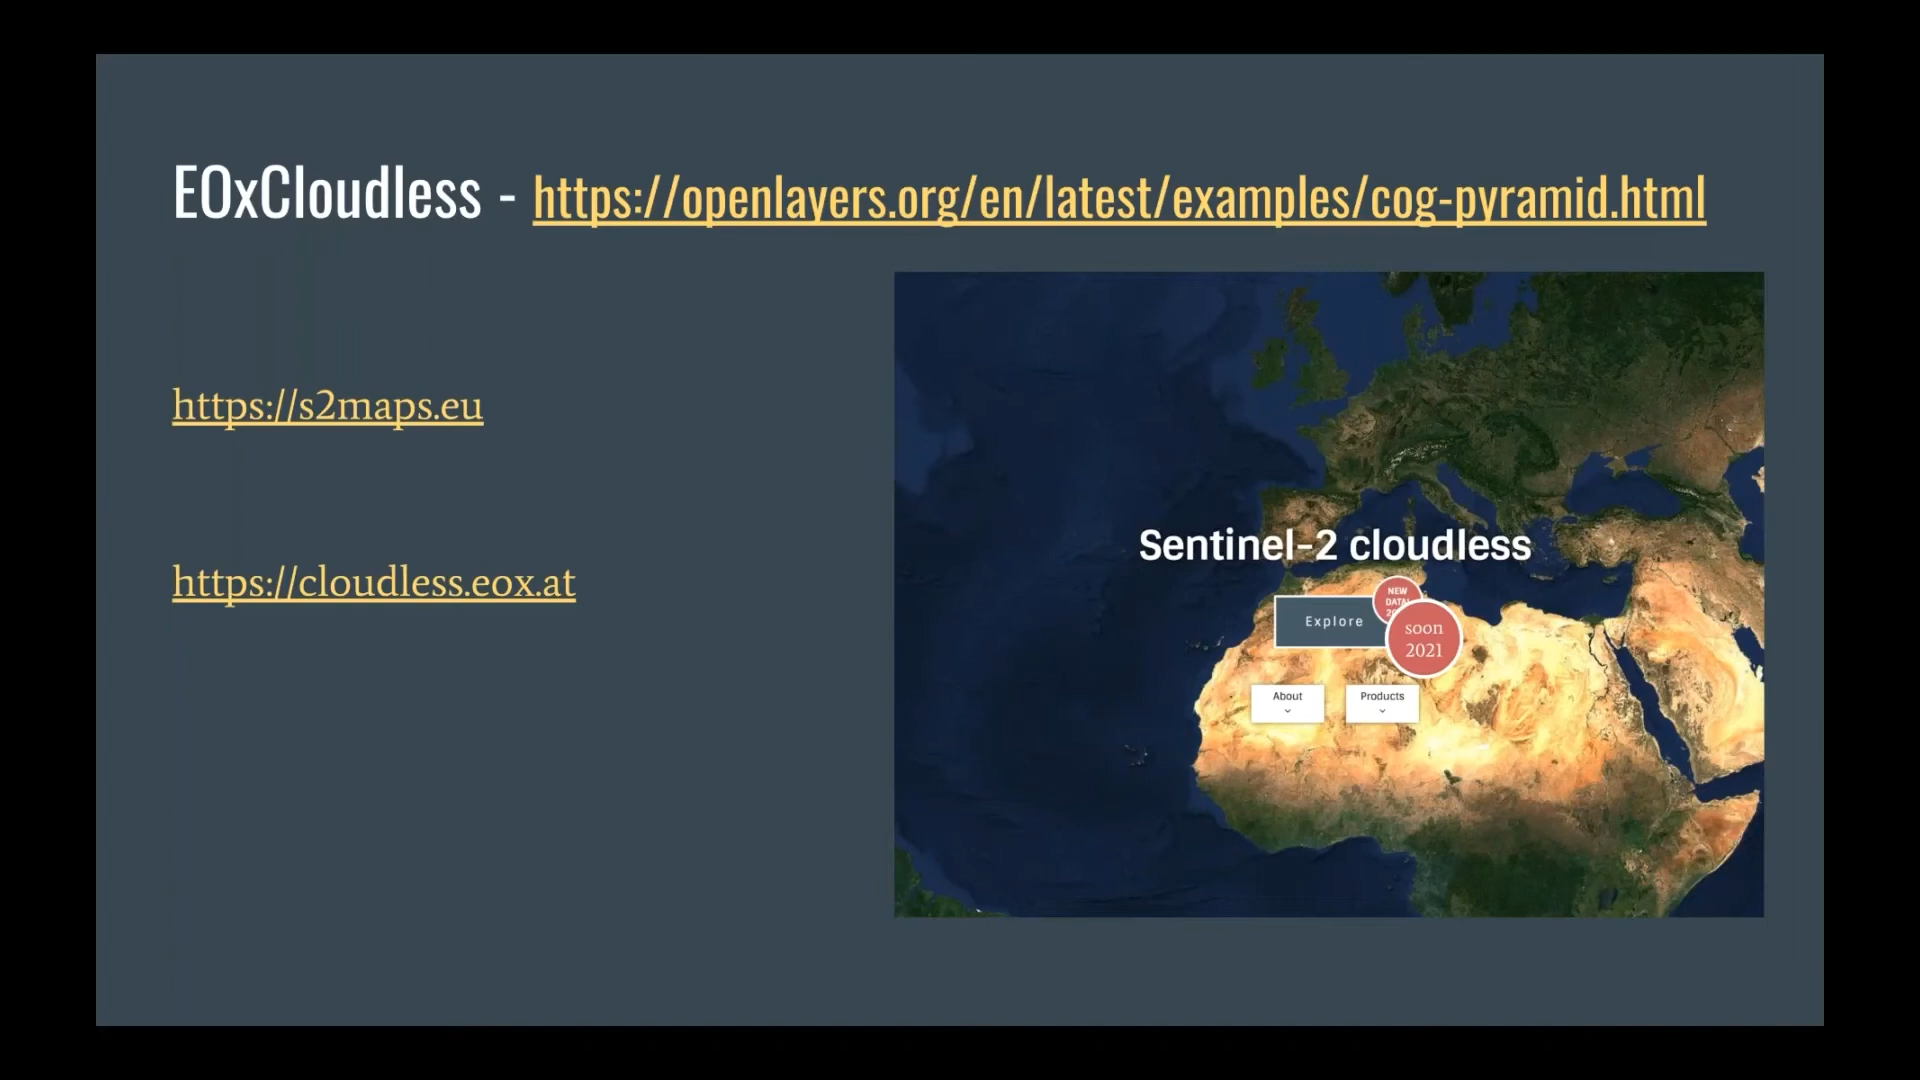 EOxCloudless - https://openlayers.org/en/latest/examples/cog-pyramid.html
https://s2maps.eu
https://cloudless.eox.at
Sentinel-2 cloudless
NEW
DATA!
Explore
soon
2021
About
Products